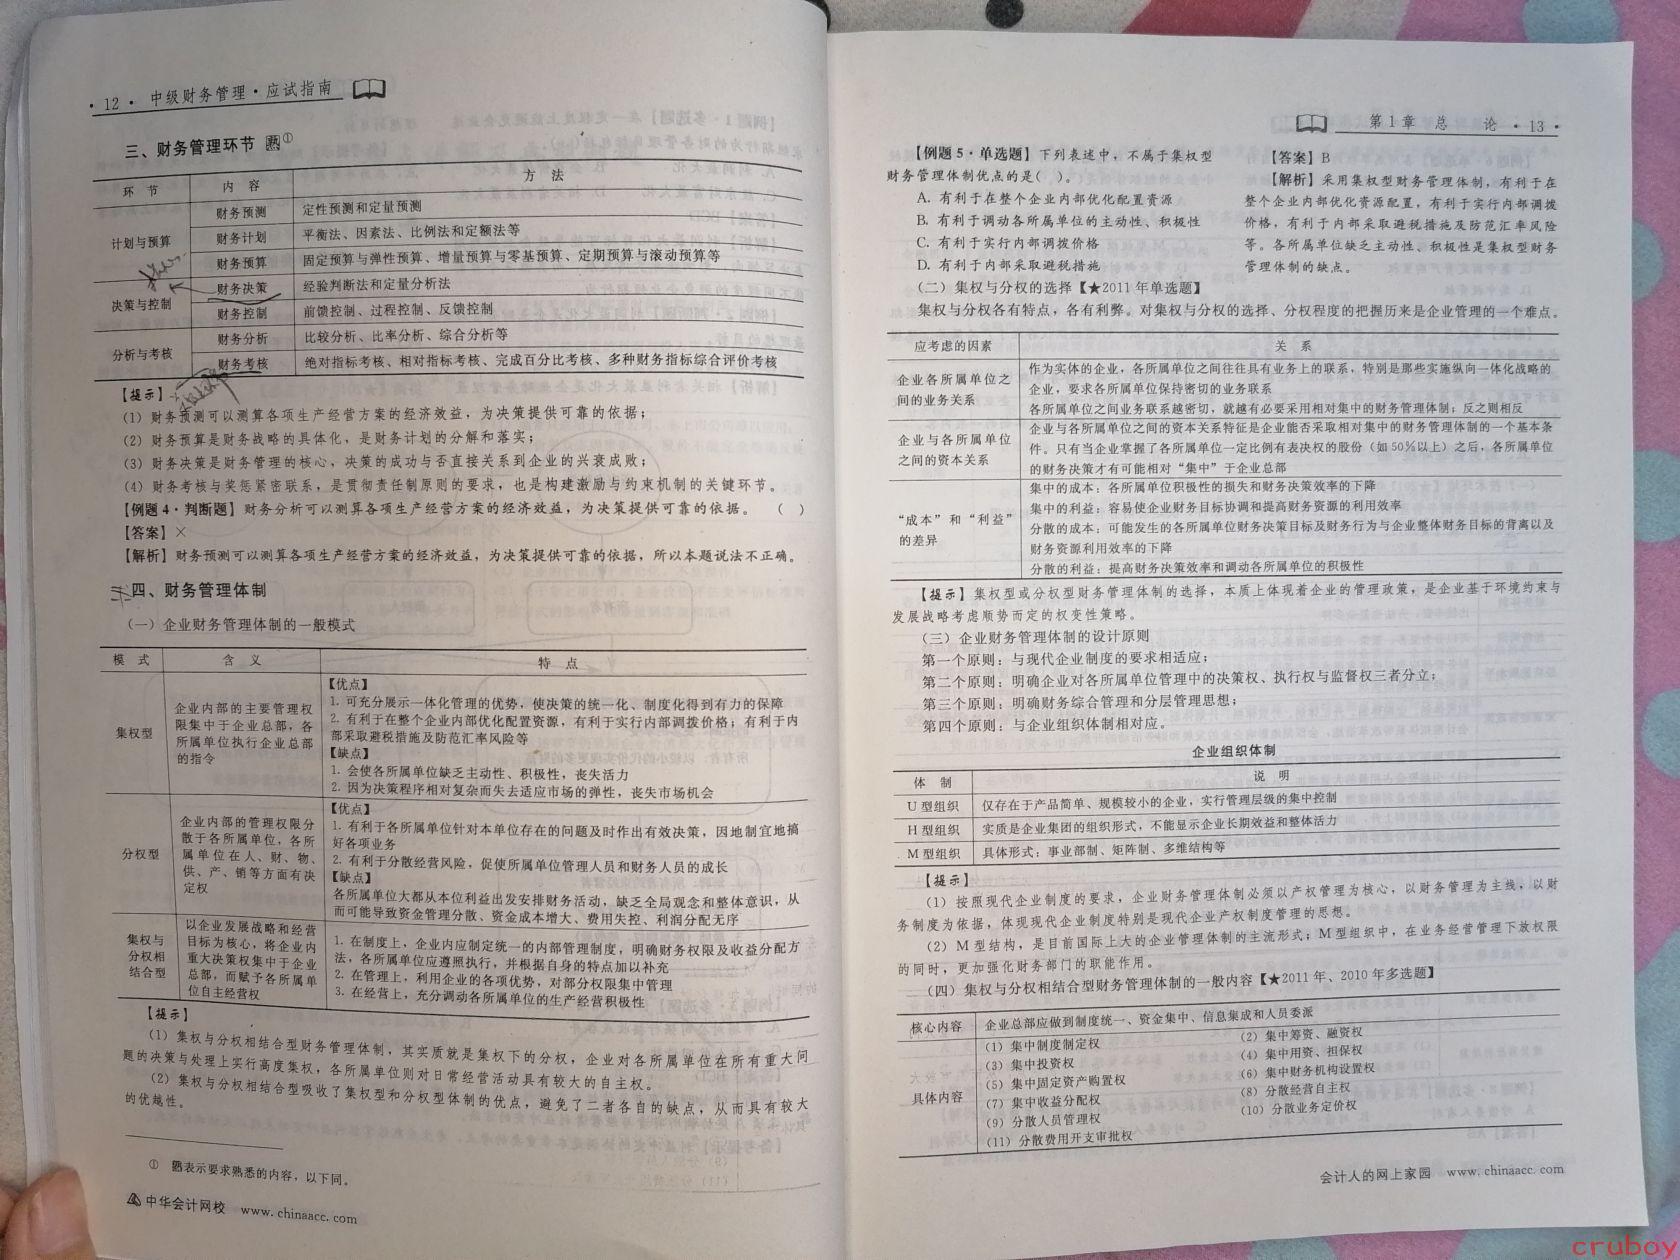 ·12· 中级财务管理·应试指南
三、财务管理环节 熟①
环 节 内 容 方 法
计划与预算 财务预测 定性预测和定量预测
财务计划 平衡法、因素法、比例法和定额法等
财务预算 固定预算与弹性预算、增量预算与零基预算、定期预算与滚动预算等
决策与控制 财务决策 经验判断法和定量分析法
财务控制 前馈控制、过程控制、反馈控制
分析与考核 财务分析 比较分析、比率分析、综合分析等
财务考核 绝对指标考核、相对指标考核、完成百分比考核、多种财务指标综合评价考核
【提示】
(1) 财务预测可以测算各项生产经营方案的经济效益，为决策提供可靠的依据；
(2) 财务预算是财务战略的具体化，是财务计划的分解和落实；
(3) 财务决策是财务管理的核心，决策的成功与否直接关系到企业的兴衰成败；
(4) 财务考核与奖惩紧密联系，是贯彻责任制原则的要求，也是构建激励与约束机制的关键环节。
【例题4·判断题】财务分析可以测算各项生产经营方案的经济效益，为决策提供可靠的依据。 ( )
【答案】×
【解析】财务预测可以测算各项生产经营方案的经济效益，为决策提供可靠的依据，所以本题说法不正确。
四、财务管理体制
(一) 企业财务管理体制的一般模式
模 式 含 义 特 点
集权型
企业内部的主要管理权
限集中于企业总部，各
所属单位执行企业总部
的指令
【优点】
1. 可充分展示一体化管理的优势，使决策的统一化、制度化得到有力的保障
2. 有利于在整个企业内部优化配置资源，有利于实行内部调拨价格；有利于内
部采取避税措施及防范汇率风险等
【缺点】
1. 会使各所属单位缺乏主动性、积极性，丧失活力
2. 因为决策程序相对复杂而失去适应市场的弹性，丧失市场机会
分权型
企业内部的管理权限分
散于各所属单位，各所
属单位在人、财、物、
供、产、销等方面有决
定权
【优点】
1. 有利于各所属单位针对本单位存在的问题及时作出有效决策，因地制宜地搞
好各项业务
2. 有利于分散经营风险，促使所属单位管理人员和财务人员的成长
【缺点】
各所属单位大都从本位利益出发安排财务活动，缺乏全局观念和整体意识，从
而可能导致资金管理分散、资金成本增大、费用失控、利润分配无序
集权与
分权相
结合型
以企业发展战略和经营
目标为核心，将企业内
重大决策权集中于企业
总部，而赋予各所属单
位自主经营权
1. 在制度上，企业内应制定统一的内部管理制度，明确财务权限及收益分配方
法，各所属单位应遵照执行，并根据自身的特点加以补充
2. 在管理上，利用企业的各项优势，对部分权限集中管理
3. 在经营上，充分调动各所属单位的生产经营积极性
【提示】
(1) 集权与分权相结合型财务管理体制，其实质就是集权下的分权，企业对各所属单位在所有重大问
题的决策与处理上实行高度集权，各所属单位则对日常经营活动具有较大的自主权。
(2) 集权与分权相结合型吸收了集权型和分权型体制的优点，避免了二者各自的缺点，从而具有较大
的优越性。
① 熟表示要求熟悉的内容，以下同。
中华会计网校 www.chinaacc.com
第1章 总 论 ·13·
【例题5·单选题】下列表述中，不属于集权型
财务管理体制优点的是( )。
A. 有利于在整个企业内部优化配置资源
B. 有利于调动各所属单位的主动性、积极性
C. 有利于实行内部调拨价格
D. 有利于内部采取避税措施
【答案】B
【解析】采用集权型财务管理体制，有利于在
整个企业内部优化资源配置，有利于实行内部调拨
价格，有利于内部采取避税措施及防范汇率风险
等。各所属单位缺乏主动性、积极性是集权型财务
管理体制的缺点。
(二) 集权与分权的选择【★2011年单选题】
集权与分权各有特点，各有利弊。对集权与分权的选择、分权程度的把握历来是企业管理的一个难点。
应考虑的因素 关 系
企业各所属单位之
间的业务关系
作为实体的企业，各所属单位之间往往具有业务上的联系，特别是那些实施纵向一体化战略的
企业，要求各所属单位保持密切的业务联系
各所属单位之间业务联系越密切，就越有必要采用相对集中的财务管理体制；反之则相反
企业与各所属单位
之间的资本关系
企业与各所属单位之间的资本关系特征是企业能否采取相对集中的财务管理体制的一个基本条
件。只有当企业掌握了各所属单位一定比例有表决权的股份（如50%以上）之后，各所属单位
的财务决策才有可能相对“集中”于企业总部
“成本”和“利益”
的差异
集中的成本：各所属单位积极性的损失和财务决策效率的下降
集中的利益：容易使企业财务目标协调和提高财务资源的利用效率
分散的成本：可能发生的各所属单位财务决策目标及财务行为与企业整体财务目标的背离以及
财务资源利用效率的下降
分散的利益：提高财务决策效率和调动各所属单位的积极性
【提示】集权型或分权型财务管理体制的选择，本质上体现着企业的管理政策，是企业基于环境约束与
发展战略考虑顺势而定的权变性策略。
(三) 企业财务管理体制的设计原则
第一个原则：与现代企业制度的要求相适应；
第二个原则：明确企业对各所属单位管理中的决策权、执行权与监督权三者分立；
第三个原则：明确财务综合管理和分层管理思想；
第四个原则：与企业组织体制相对应。
企业组织体制
体 制 说 明
U型组织 仅存在于产品简单、规模较小的企业，实行管理层级的集中控制
H型组织 实质是企业集团的组织形式，不能显示企业长期效益和整体活力
M型组织 具体形式：事业部制、矩阵制、多维结构等
【提示】
(1) 按照现代企业制度的要求，企业财务管理体制必须以产权管理为核心，以财务管理为主线，以财
务制度为依据，体现现代企业制度特别是现代企业产权制度管理的思想。
(2) M型结构，是目前国际上大的企业管理体制的主流形式；M型组织中，在业务经营管理下放权限
的同时，更加强化财务部门的职能作用。
(四) 集权与分权相结合型财务管理体制的一般内容【★2011年、2010年多选题】
核心内容 企业总部应做到制度统一、资金集中、信息集成和人员委派
具体内容
(1) 集中制度制定权 (2) 集中筹资、融资权
(3) 集中投资权 (4) 集中用资、担保权
(5) 集中固定资产购置权 (6) 集中财务机构设置权
(7) 集中收益分配权 (8) 分散经营自主权
(9) 分散人员管理权 (10) 分散业务定价权
(11) 分散费用开支审批权
会计人的网上家园 www.chinaacc.com
cruboy